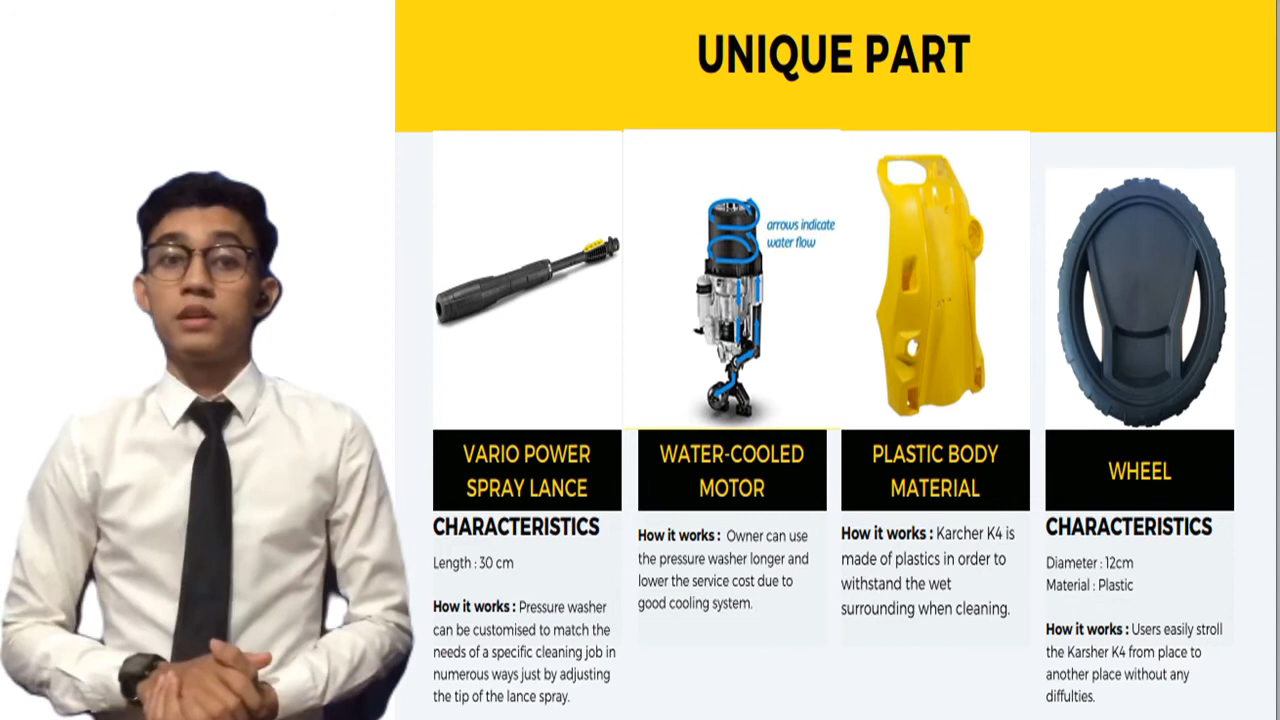 UNIQUE PART
arrows indicate
water flow
VARIO POWER
SPRAY LANCE
CHARACTERISTICS
Length : 30 cm
How it works : Pressure washer
can be customised to match the
needs of a specific cleaning job in
numerous ways just by adjusting
the tip of the lance spray.
WATER-COOLED
MOTOR
How it works : Owner can use
the pressure washer longer and
lower the service cost due to
good cooling system.
PLASTIC BODY
MATERIAL
How it works : Karcher K4 is
made of plastics in order to
withstand the wet
surrounding when cleaning.
WHEEL
CHARACTERISTICS
Diameter : 12cm
Material : Plastic
How it works : Users easily stroll
the Karsher K4 from place to
another place without any
diffulties.